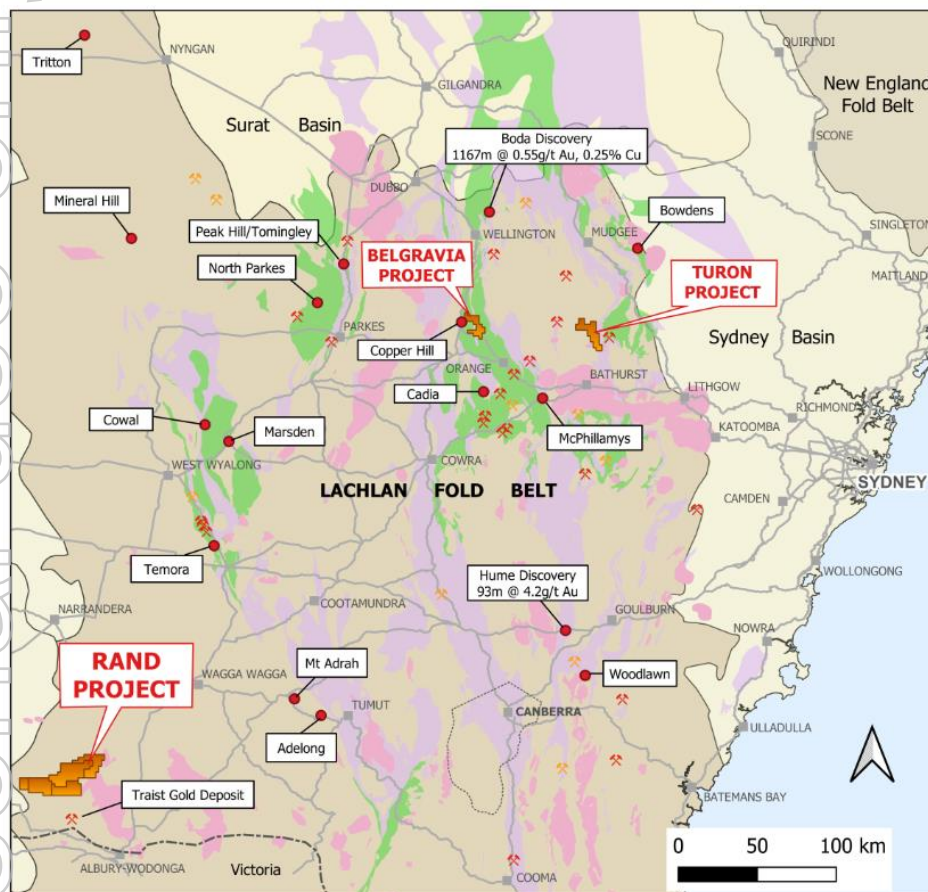 Tritton
NYNGAN
QUIRINDI
New England
Fold Belt
GILGANDRA
SCONE
Surat Basin
Boda Discovery
1167m @ 0.55g/t Au, 0.25% Cu
DUBBO
Mineral Hill
Bowdens
SINGLETON
Peak Hill/Tomingley
WELLINGTON
MUDGEE
BELGRAVIA
PROJECT
North Parkes
TURON
PROJECT
MAITLAND
PARKES
Copper Hill
Sydney Basin
ORANGE
BATHURST
Cadia
LITHGOW
RICHMOND
Cowal
Marsden
McPhillamys
KATOOMBA
WEST WYALONG
COWRA
SYDNEY
LACHLAN FOLD BELT
CAMDEN
Temora
Hume Discovery
93m @ 4.2g/t Au
WOLLONGONG
COOTAMUNDRA
NARRANDERA
GOULBURN
NOWRA
RAND
PROJECT
Mt Adrah
WAGGA WAGGA
Woodlawn
TUMUT
CANBERRA
Adelong
ULLADULLA
Traist Gold Deposit
BATEMANS BAY
ALBURY-WODONGA
Victoria
COOMA
0 50 100 km